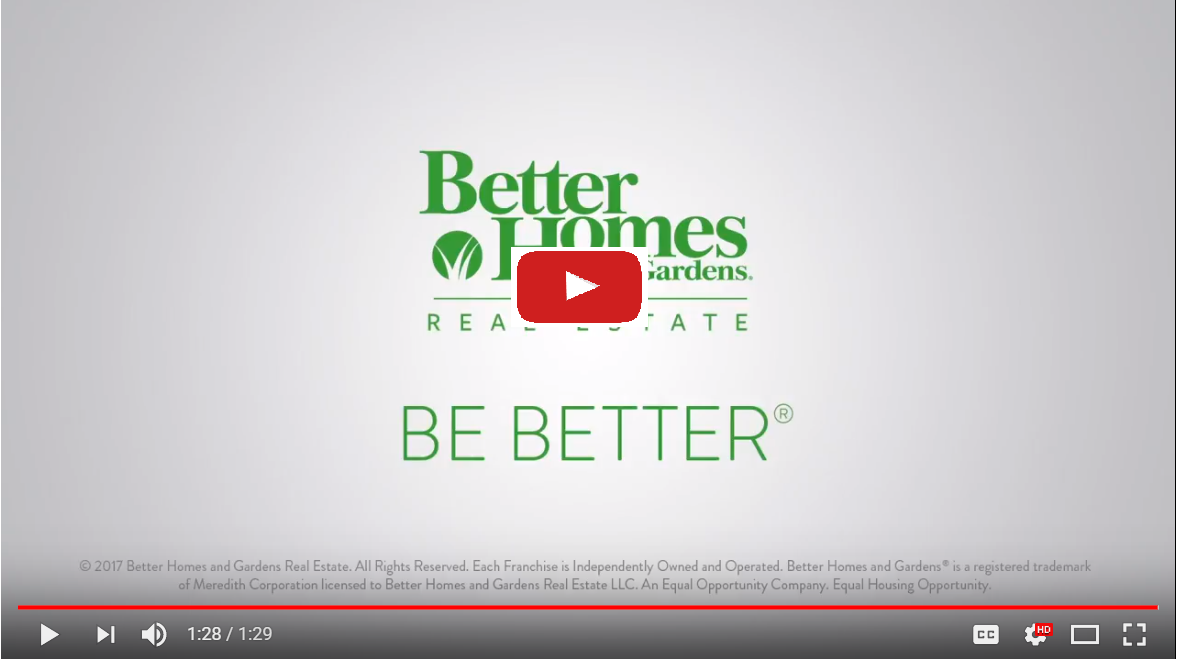 Better
Homes
Gardens.
REAL ESTATE
BE BETTER®
© 2017 Better Homes and Gardens Real Estate. All Rights Reserved. Each Franchise is Independently Owned and Operated. Better Homes and Gardens® is a registered trademark
of Meredith Corporation licensed to Better Homes and Gardens Real Estate LLC. An Equal Opportunity Company. Equal Housing Opportunity.
1:28 / 1:29 CC HD